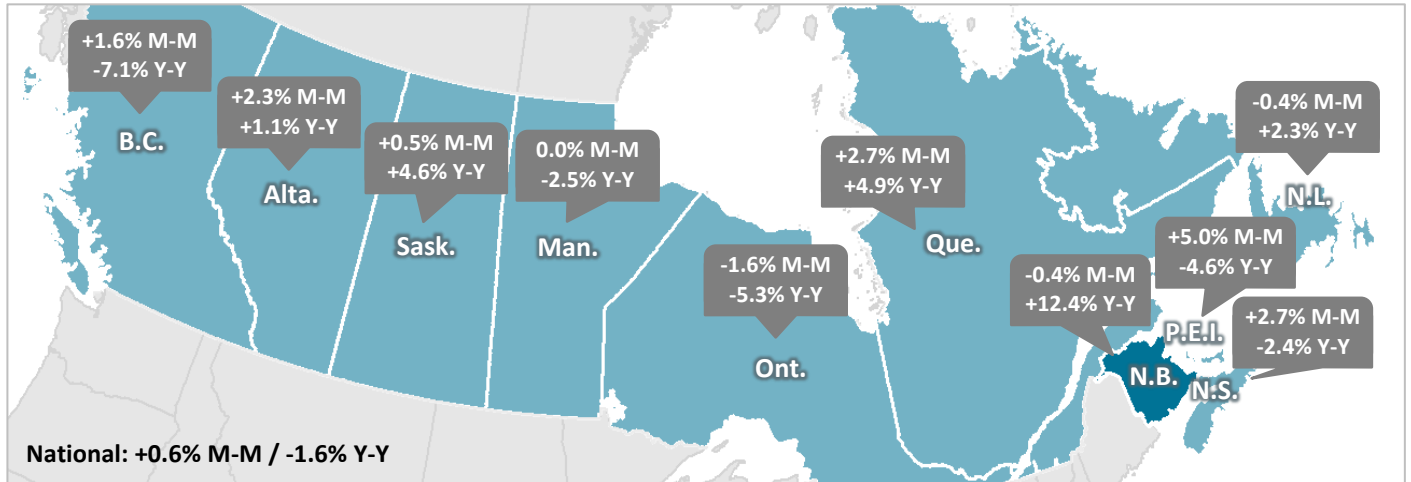 +1.6% M-M
-7.1% Y-Y
B.C.
+2.3% M-M
+1.1% Y-Y
Alta.
+0.5% M-M
+4.6% Y-Y
Sask.
0.0% M-M
-2.5% Y-Y
Man.
-1.6% M-M
-5.3% Y-Y
Ont.
+2.7% M-M
+4.9% Y-Y
Que.
-0.4% M-M
+2.3% Y-Y
N.L.
+5.0% M-M
-4.6% Y-Y
P.E.I.
-0.4% M-M
+12.4% Y-Y
N.B.
+2.7% M-M
-2.4% Y-Y
N.S.
National: +0.6% M-M / -1.6% Y-Y